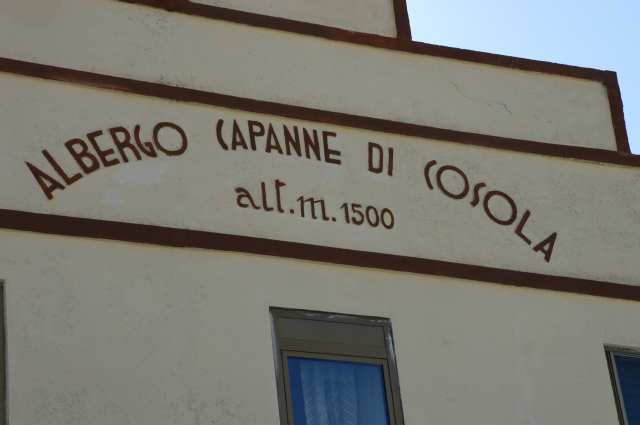 ALBERGO CAPANNE DI COSOLA
alt. m. 1500